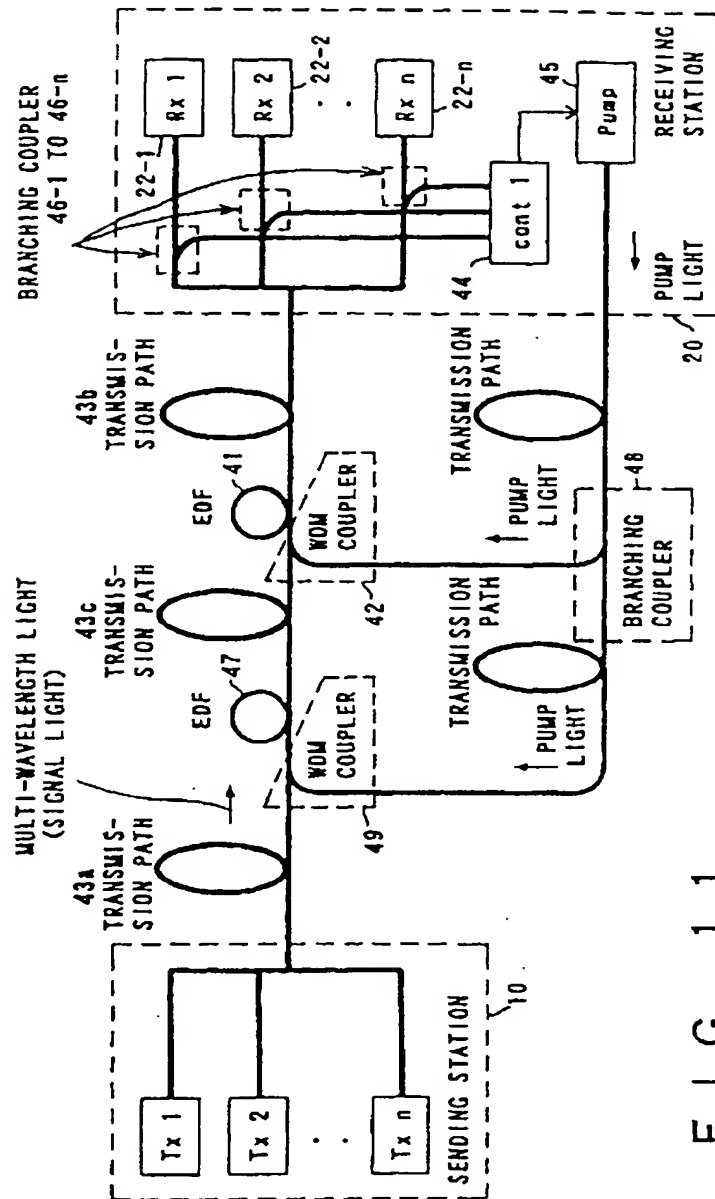 BRANCHING COUPLER
46-1 TO 46-n
MULTI-WAVELENGTH LIGHT
(SIGNAL LIGHT)
43a
TRANSMIS-
SION PATH
43c
TRANSMIS-
SION PATH
43b
TRANSMIS-
SION PATH
EDF
47
EDF
41
Tx 1
Tx 2
. .
Tx n
SENDING STATION
10
WDM
COUPLER
49
WDM
COUPLER
42
22-1
Rx 1
Rx 2
22-2
. .
Rx n
22-n
cont 1
44
45
Pump
RECEIVING
STATION
PUMP
LIGHT
20
TRANSMISSION
PATH
TRANSMISSION
PATH
PUMP
LIGHT
PUMP
LIGHT
BRANCHING
COUPLER
48
FIG. 11